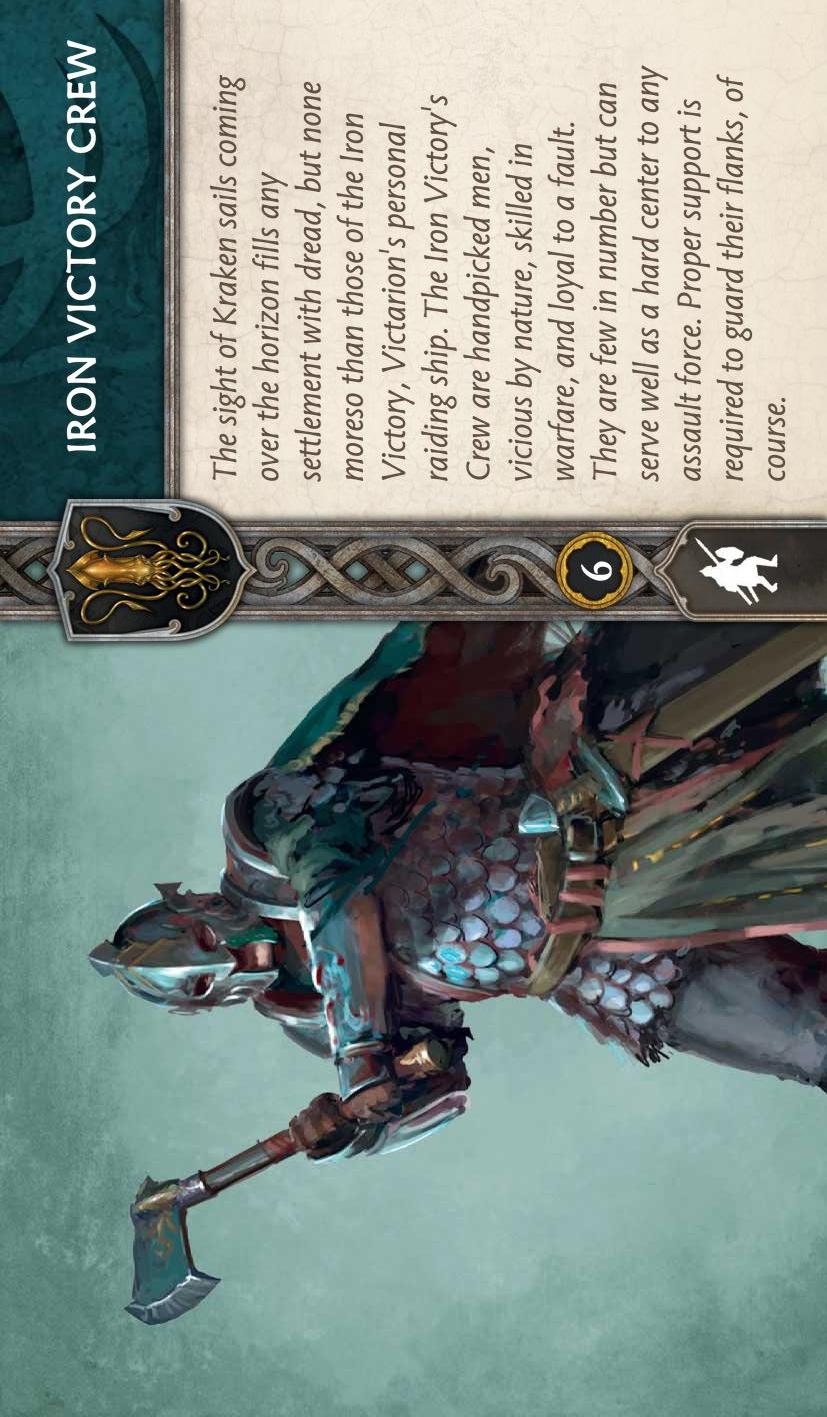 IRON VICTORY CREW
The sight of Kraken sails coming
over the horizon fills any
settlement with dread, but none
moreso than those of the Iron
Victory, Victarion's personal
raiding ship. The Iron Victory's
Crew are handpicked men,
vicious by nature, skilled in
warfare, and loyal to a fault.
They are few in number but can
serve well as a hard center to any
assault force. Proper support is
required to guard their flanks, of
course.
6